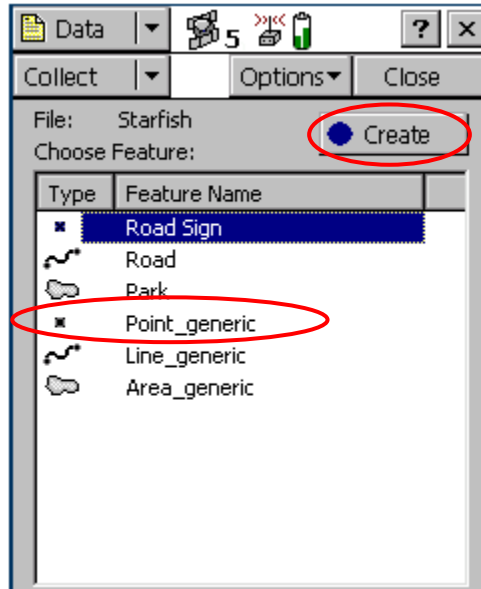 Data 5 ? ×
Collect Options Close
File: Starfish Create
Choose Feature:
Type Feature Name
Road Sign
Road
Park
Point_generic
Line_generic
Area_generic